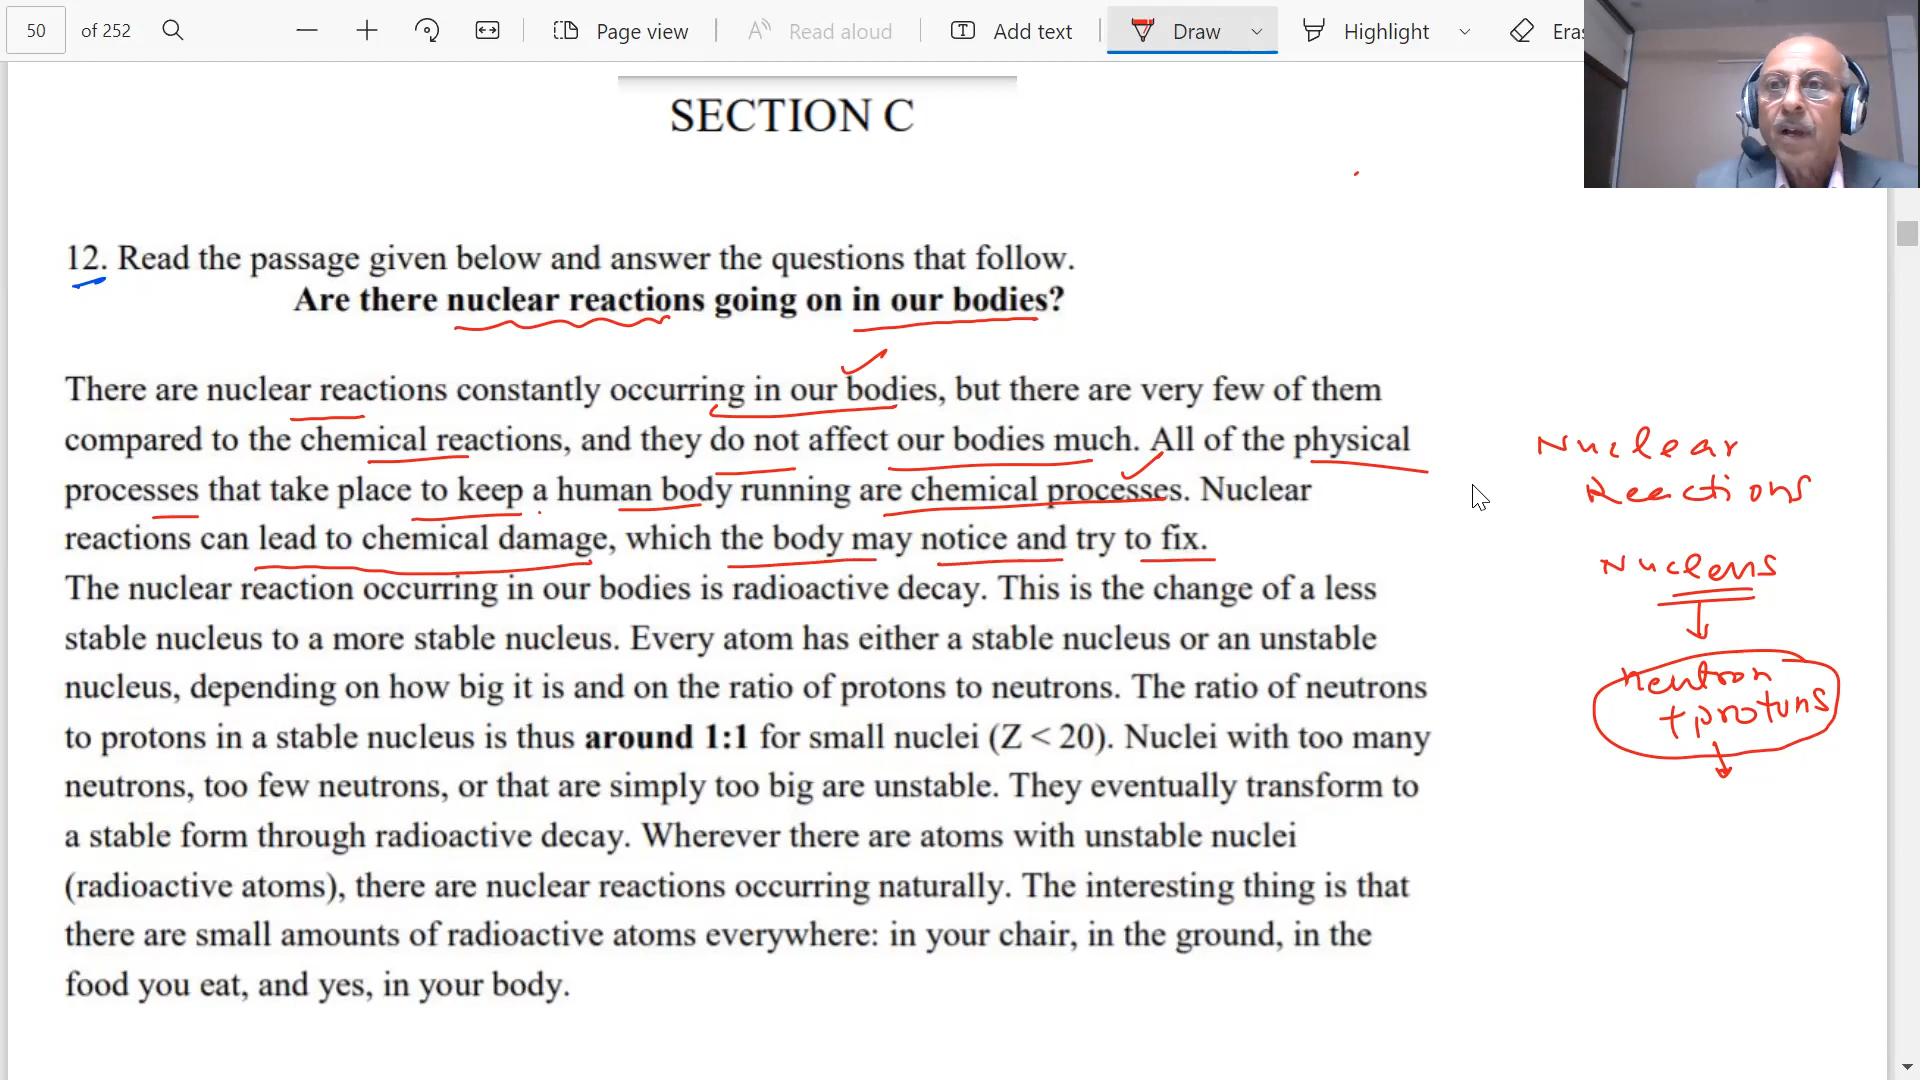 50 of 252 Page view Read aloud Add text Draw Highlight Eras
SECTION C
12. Read the passage given below and answer the questions that follow.
Are there nuclear reactions going on in our bodies?
There are nuclear reactions constantly occurring in our bodies, but there are very few of them
compared to the chemical reactions, and they do not affect our bodies much. All of the physical
processes that take place to keep a human body running are chemical processes. Nuclear
reactions can lead to chemical damage, which the body may notice and try to fix.
The nuclear reaction occurring in our bodies is radioactive decay. This is the change of a less
stable nucleus to a more stable nucleus. Every atom has either a stable nucleus or an unstable
nucleus, depending on how big it is and on the ratio of protons to neutrons. The ratio of neutrons
to protons in a stable nucleus is thus around 1:1 for small nuclei (Z < 20). Nuclei with too many
neutrons, too few neutrons, or that are simply too big are unstable. They eventually transform to
a stable form through radioactive decay. Wherever there are atoms with unstable nuclei
(radioactive atoms), there are nuclear reactions occurring naturally. The interesting thing is that
there are small amounts of radioactive atoms everywhere: in your chair, in the ground, in the
food you eat, and yes, in your body.
Nuclear
Reactions
Nucleus
neutron
+ protons